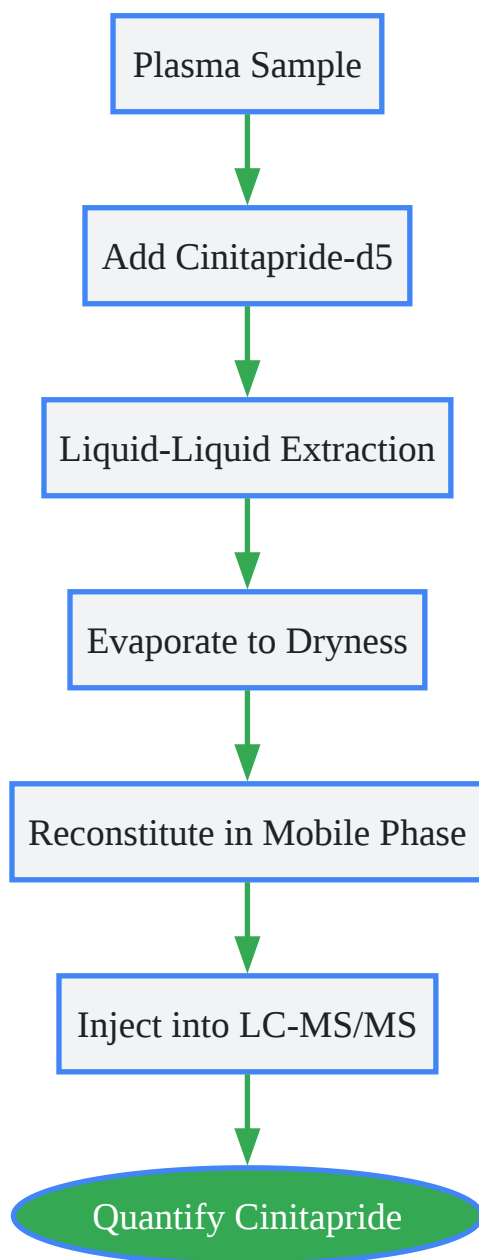 Plasma Sample
Add Cinitapride-d5
Liquid-Liquid Extraction
Evaporate to Dryness
Reconstitute in Mobile Phase
Inject into LC-MS/MS
Quantify Cinitapride